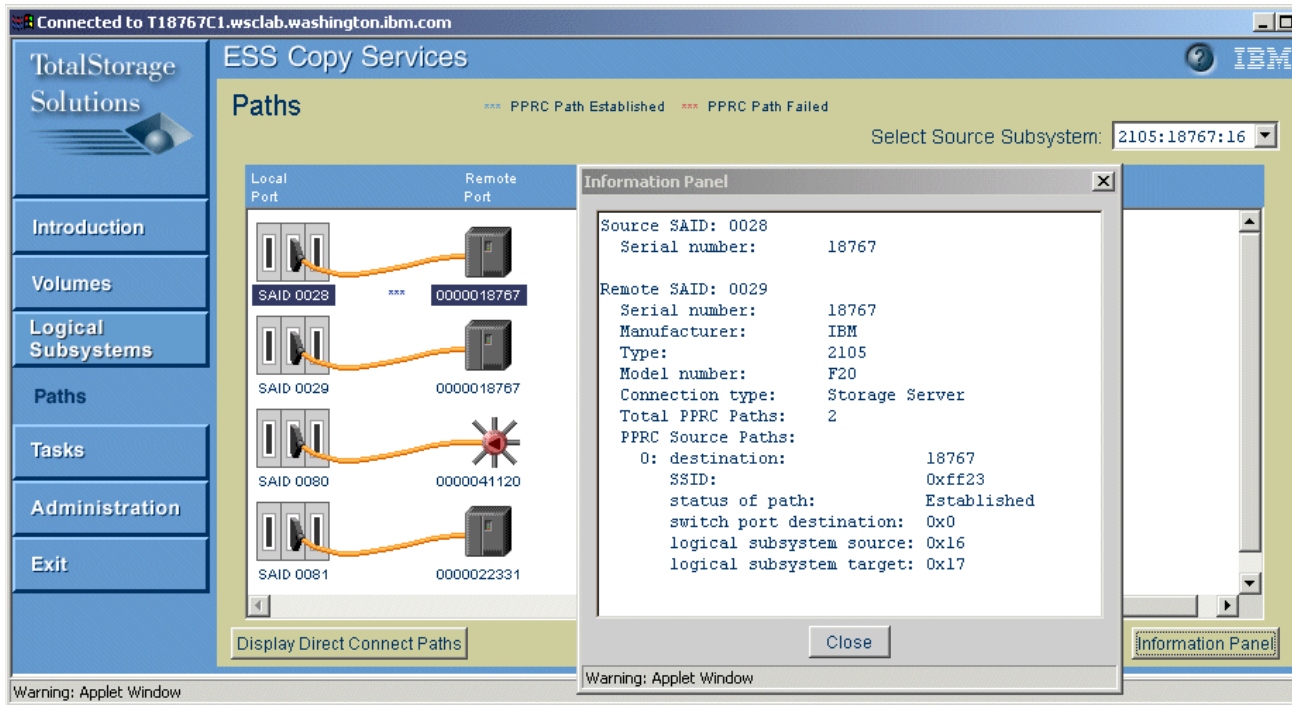 Connected to T18767C1.wsclab.washington.ibm.com
TotalStorage
Solutions
ESS Copy Services
? IBM
Paths
*** PPRC Path Established *** PPRC Path Failed
Select Source Subsystem: 2105:18767:16
Introduction
Volumes
Logical
Subsystems
Paths
Tasks
Administration
Exit
Local
Port
Remote
Port
SAID 0028 *** 0000018767
SAID 0029 0000018767
SAID 0080 0000041120
SAID 0081 0000022331
Display Direct Connect Paths
Information Panel
Source SAID: 0028
Serial number: 18767
Remote SAID: 0029
Serial number: 18767
Manufacturer: IBM
Type: 2105
Model number: F20
Connection type: Storage Server
Total PPRC Paths: 2
PPRC Source Paths:
0: destination: 18767
SSID: 0xff23
status of path: Established
switch port destination: 0x0
logical subsystem source: 0x16
logical subsystem target: 0x17
Close
Warning: Applet Window
Information Panel
Warning: Applet Window